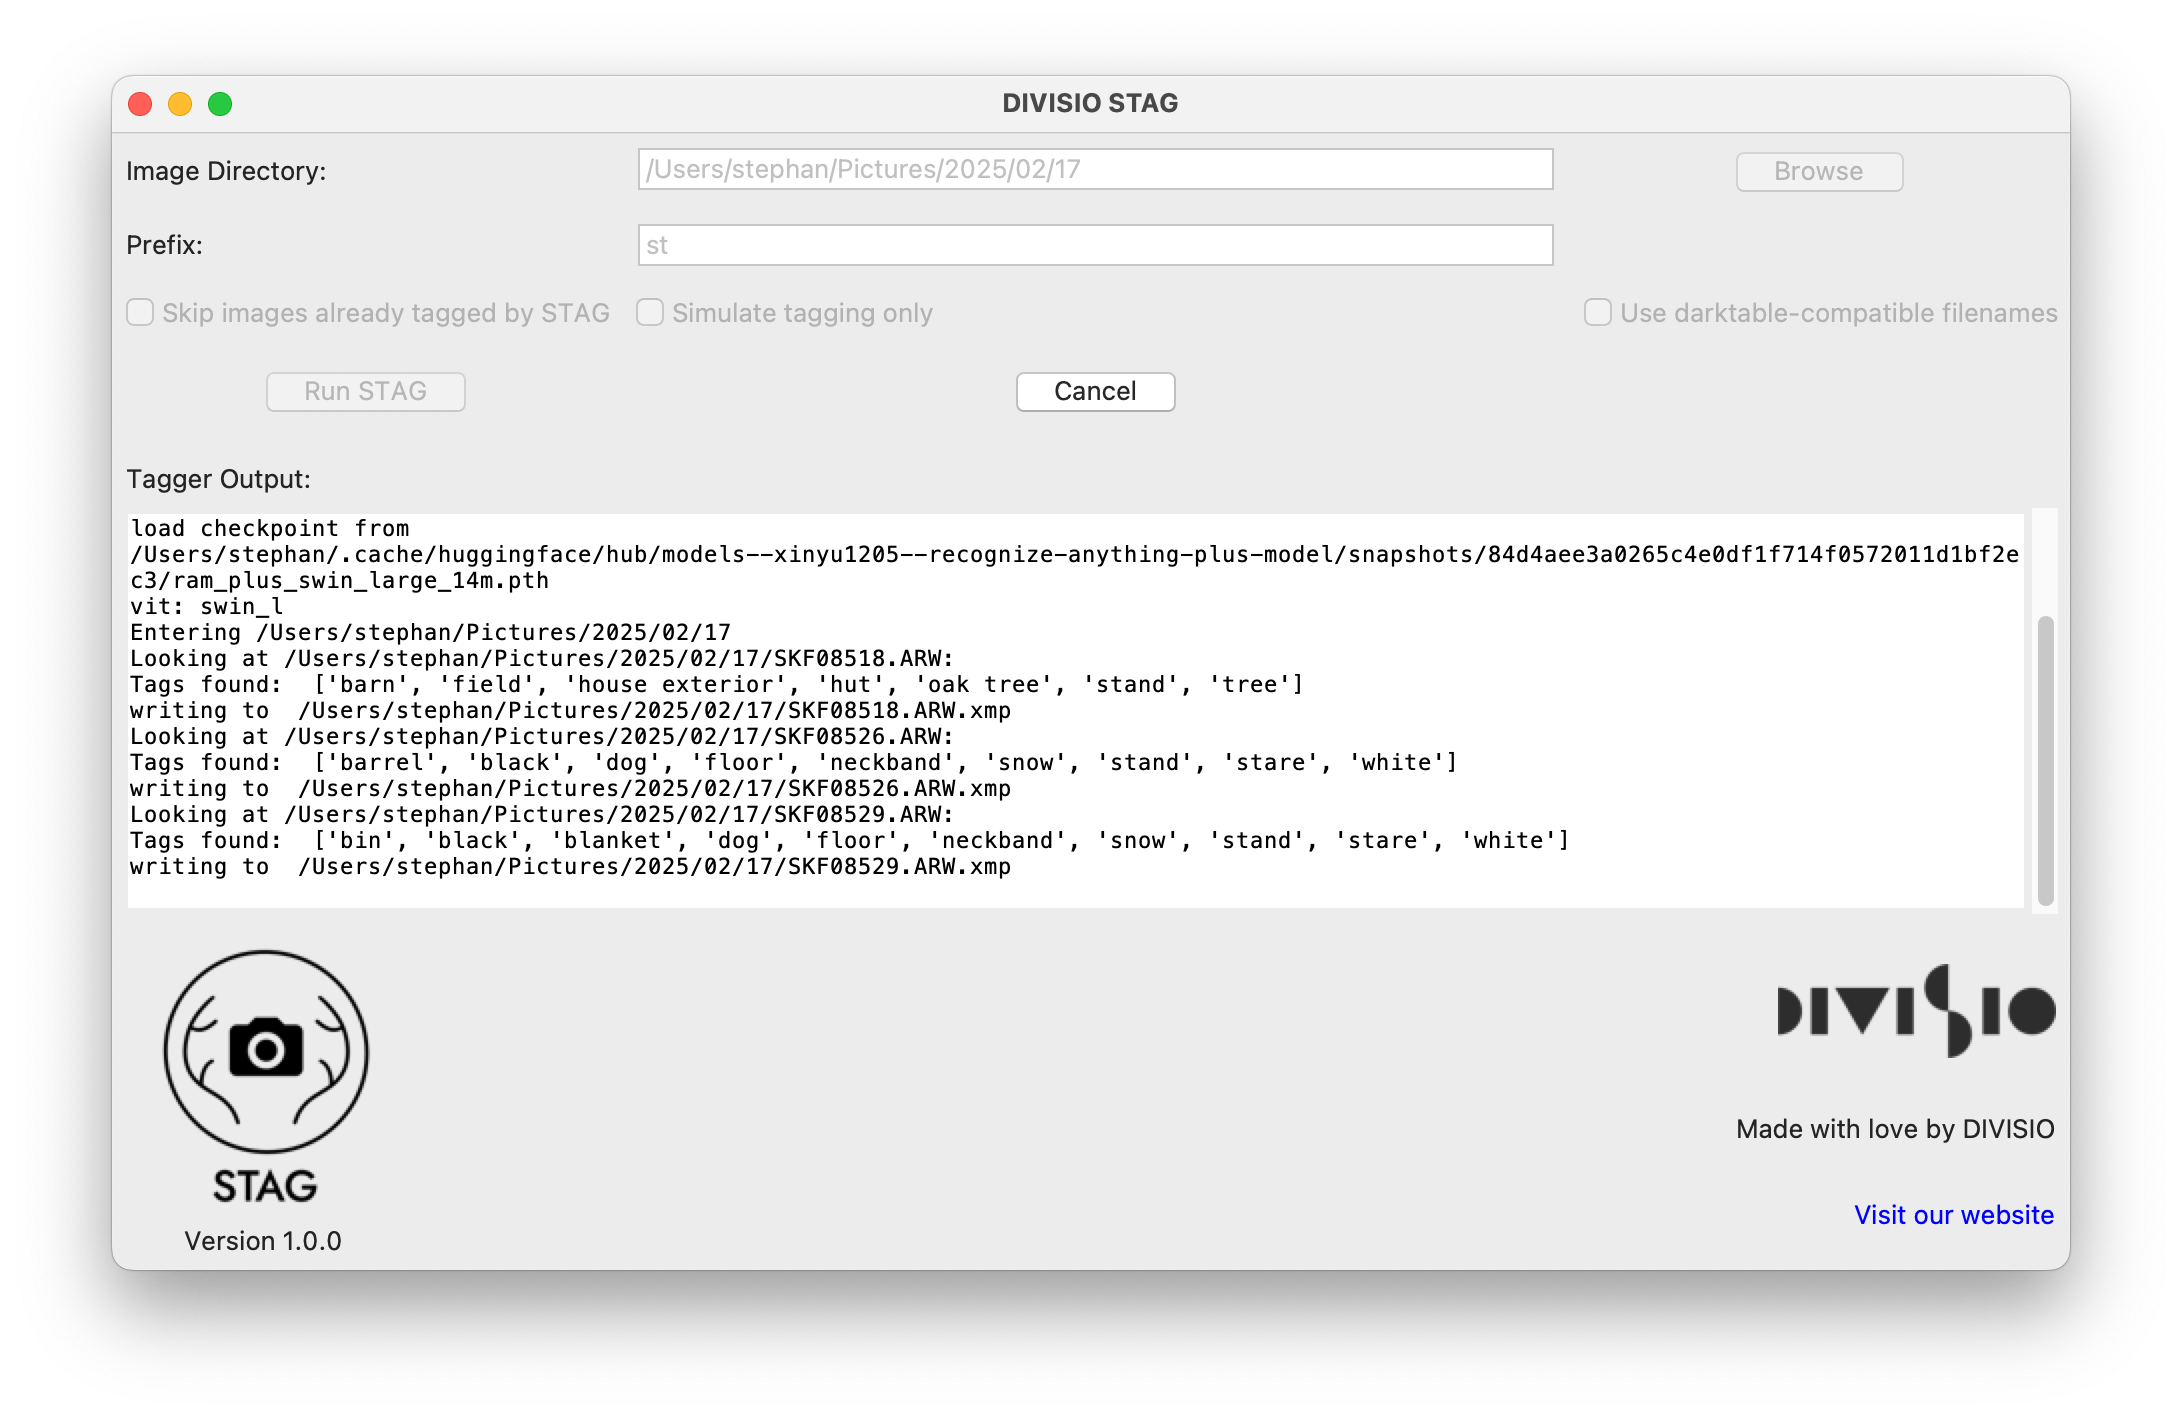 DIVISIO STAG
Image Directory: /Users/stephan/Pictures/2025/02/17 Browse
Prefix: st
Skip images already tagged by STAG Simulate tagging only Use darktable-compatible filenames
Run STAG Cancel
Tagger Output:
load checkpoint from
/Users/stephan/.cache/huggingface/hub/models--xinyu1205--recognize-anything-plus-model/snapshots/84d4aee3a0265c4e0df1f714f0572011d1bf2e
c3/ram_plus_swin_large_14m.pth
vit: swin_l
Entering /Users/stephan/Pictures/2025/02/17
Looking at /Users/stephan/Pictures/2025/02/17/SKF08518.ARW:
Tags found:  ['barn', 'field', 'house exterior', 'hut', 'oak tree', 'stand', 'tree']
writing to  /Users/stephan/Pictures/2025/02/17/SKF08518.ARW.xmp
Looking at /Users/stephan/Pictures/2025/02/17/SKF08526.ARW:
Tags found:  ['barrel', 'black', 'dog', 'floor', 'neckband', 'snow', 'stand', 'stare', 'white']
writing to  /Users/stephan/Pictures/2025/02/17/SKF08526.ARW.xmp
Looking at /Users/stephan/Pictures/2025/02/17/SKF08529.ARW:
Tags found:  ['bin', 'black', 'blanket', 'dog', 'floor', 'neckband', 'snow', 'stand', 'stare', 'white']
writing to  /Users/stephan/Pictures/2025/02/17/SKF08529.ARW.xmp
DIVISIO
Made with love by DIVISIO
STAG
Visit our website
Version 1.0.0